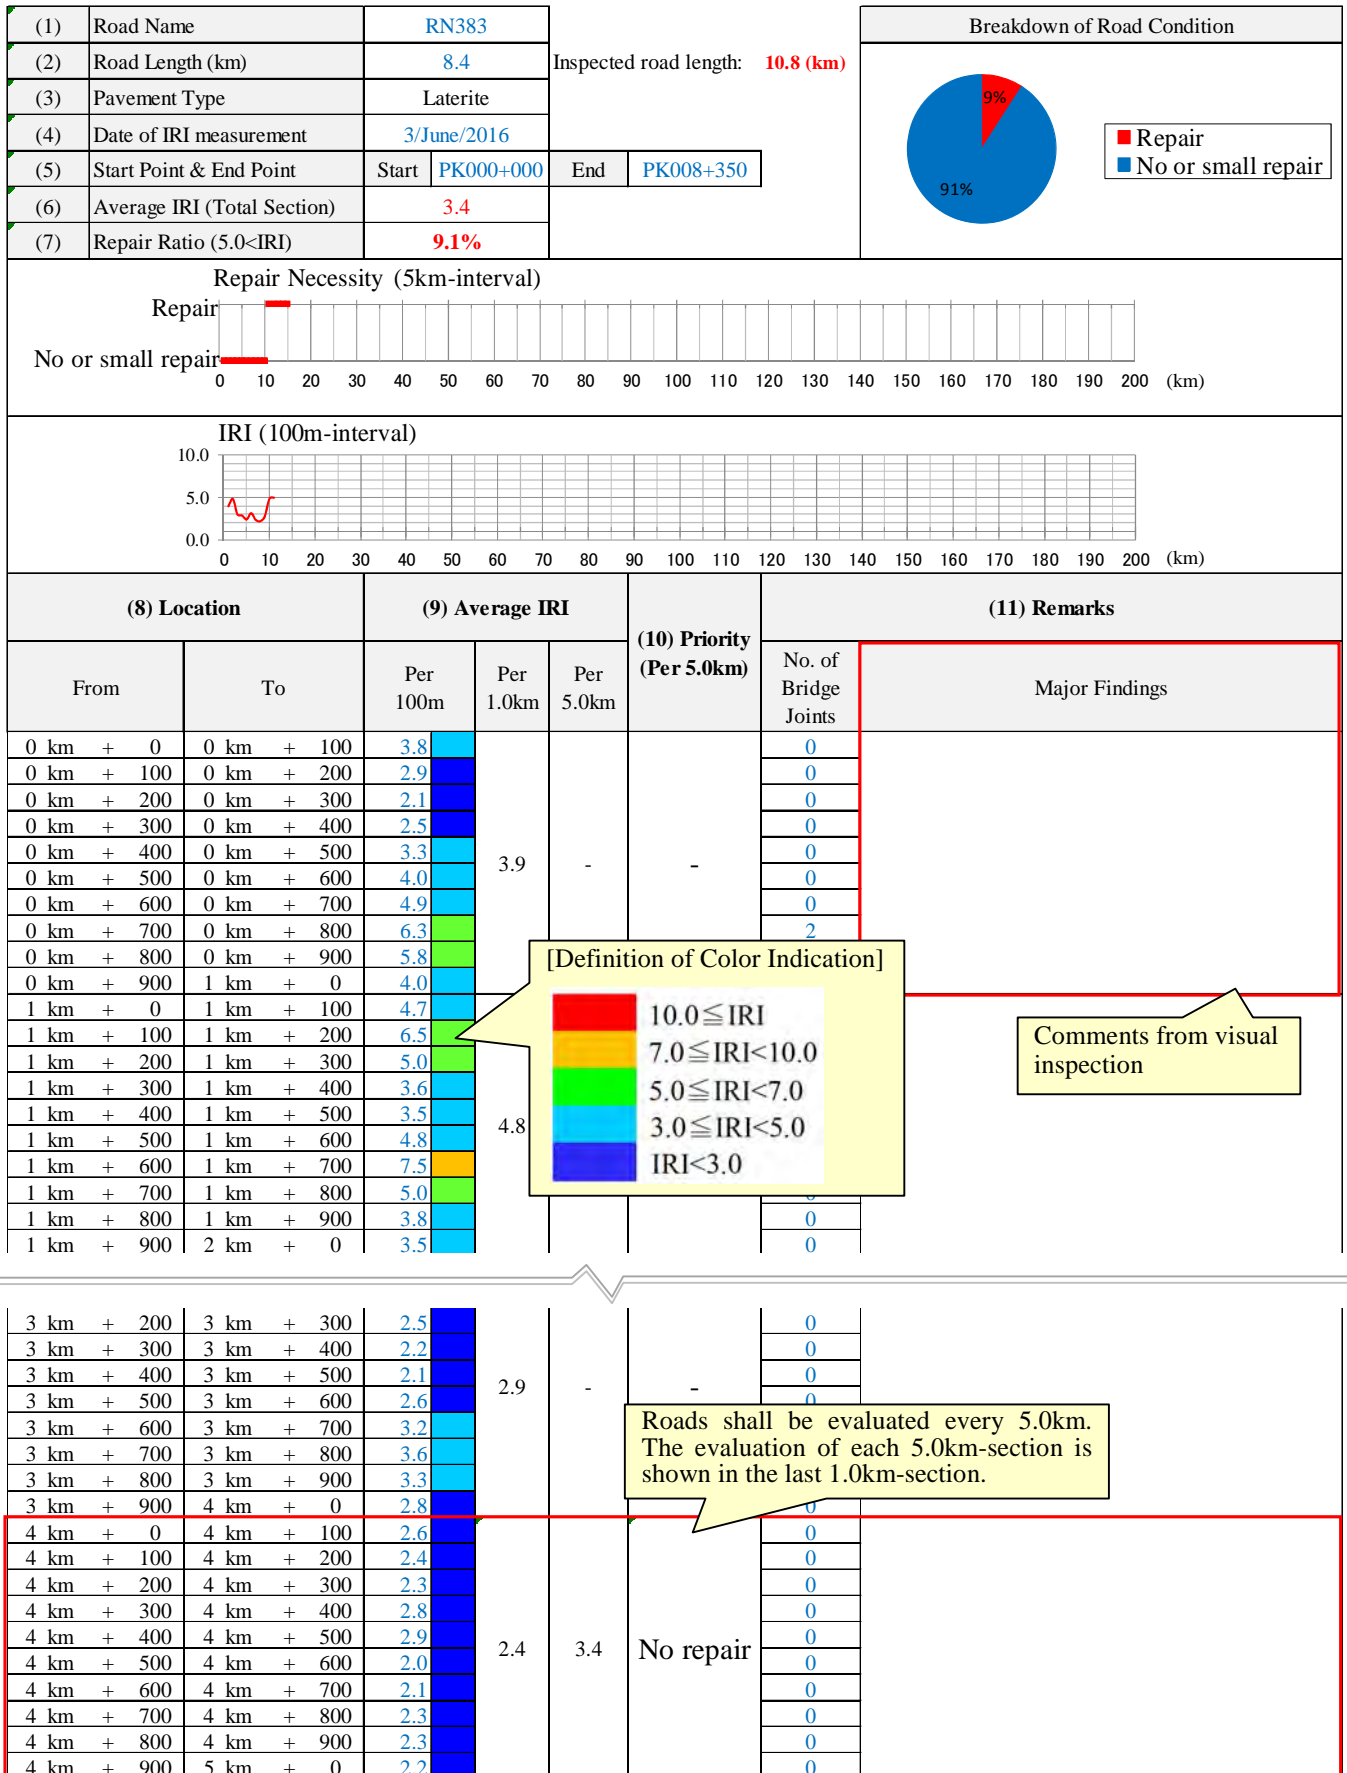 (1) Road Name RN383
Breakdown of Road Condition
(2) Road Length (km) 8.4 Inspected road length: 10.8 (km)
(3) Pavement Type Laterite
(4) Date of IRI measurement 3/June/2016
(5) Start Point & End Point Start PK000+000 End PK008+350
(6) Average IRI (Total Section) 3.4
(7) Repair Ratio (5.0<IRI) 9.1%
9%
91%
Repair
No or small repair
Repair Necessity (5km-interval)
Repair
No or small repair
0 10 20 30 40 50 60 70 80 90 100 110 120 130 140 150 160 170 180 190 200 (km)
IRI (100m-interval)
10.0
5.0
0.0
0 10 20 30 40 50 60 70 80 90 100 110 120 130 140 150 160 170 180 190 200 (km)
(8) Location (9) Average IRI (10) Priority (Per 5.0km) (11) Remarks
From To Per 100m Per 1.0km Per 5.0km No. of Bridge Joints Major Findings
0 km + 0 0 km + 100 3.8 0
0 km + 100 0 km + 200 2.9 0
0 km + 200 0 km + 300 2.1 0
0 km + 300 0 km + 400 2.5 0
0 km + 400 0 km + 500 3.3 0
3.9 - -
0 km + 500 0 km + 600 4.0 0
0 km + 600 0 km + 700 4.9 0
0 km + 700 0 km + 800 6.3 2
0 km + 800 0 km + 900 5.8
0 km + 900 1 km + 0 4.0
1 km + 0 1 km + 100 4.7
1 km + 100 1 km + 200 6.5
1 km + 200 1 km + 300 5.0
1 km + 300 1 km + 400 3.6
1 km + 400 1 km + 500 3.5
4.8
1 km + 500 1 km + 600 4.8
1 km + 600 1 km + 700 7.5
1 km + 700 1 km + 800 5.0
1 km + 800 1 km + 900 3.8 0
1 km + 900 2 km + 0 3.5 0
[Definition of Color Indication]
10.0≦IRI
7.0≦IRI<10.0
5.0≦IRI<7.0
3.0≦IRI<5.0
IRI<3.0
Comments from visual
inspection
3 km + 200 3 km + 300 2.5 0
3 km + 300 3 km + 400 2.2 0
3 km + 400 3 km + 500 2.1 0
2.9 - -
3 km + 500 3 km + 600 2.6 0
3 km + 600 3 km + 700 3.2
3 km + 700 3 km + 800 3.6
3 km + 800 3 km + 900 3.3
3 km + 900 4 km + 0 2.8 0
Roads shall be evaluated every 5.0km.
The evaluation of each 5.0km-section is
shown in the last 1.0km-section.
4 km + 0 4 km + 100 2.6 0
4 km + 100 4 km + 200 2.4 0
4 km + 200 4 km + 300 2.3 0
4 km + 300 4 km + 400 2.8 0
4 km + 400 4 km + 500 2.9 0
2.4 3.4 No repair
4 km + 500 4 km + 600 2.0 0
4 km + 600 4 km + 700 2.1 0
4 km + 700 4 km + 800 2.3 0
4 km + 800 4 km + 900 2.3 0
4 km + 900 5 km + 0 2.2 0